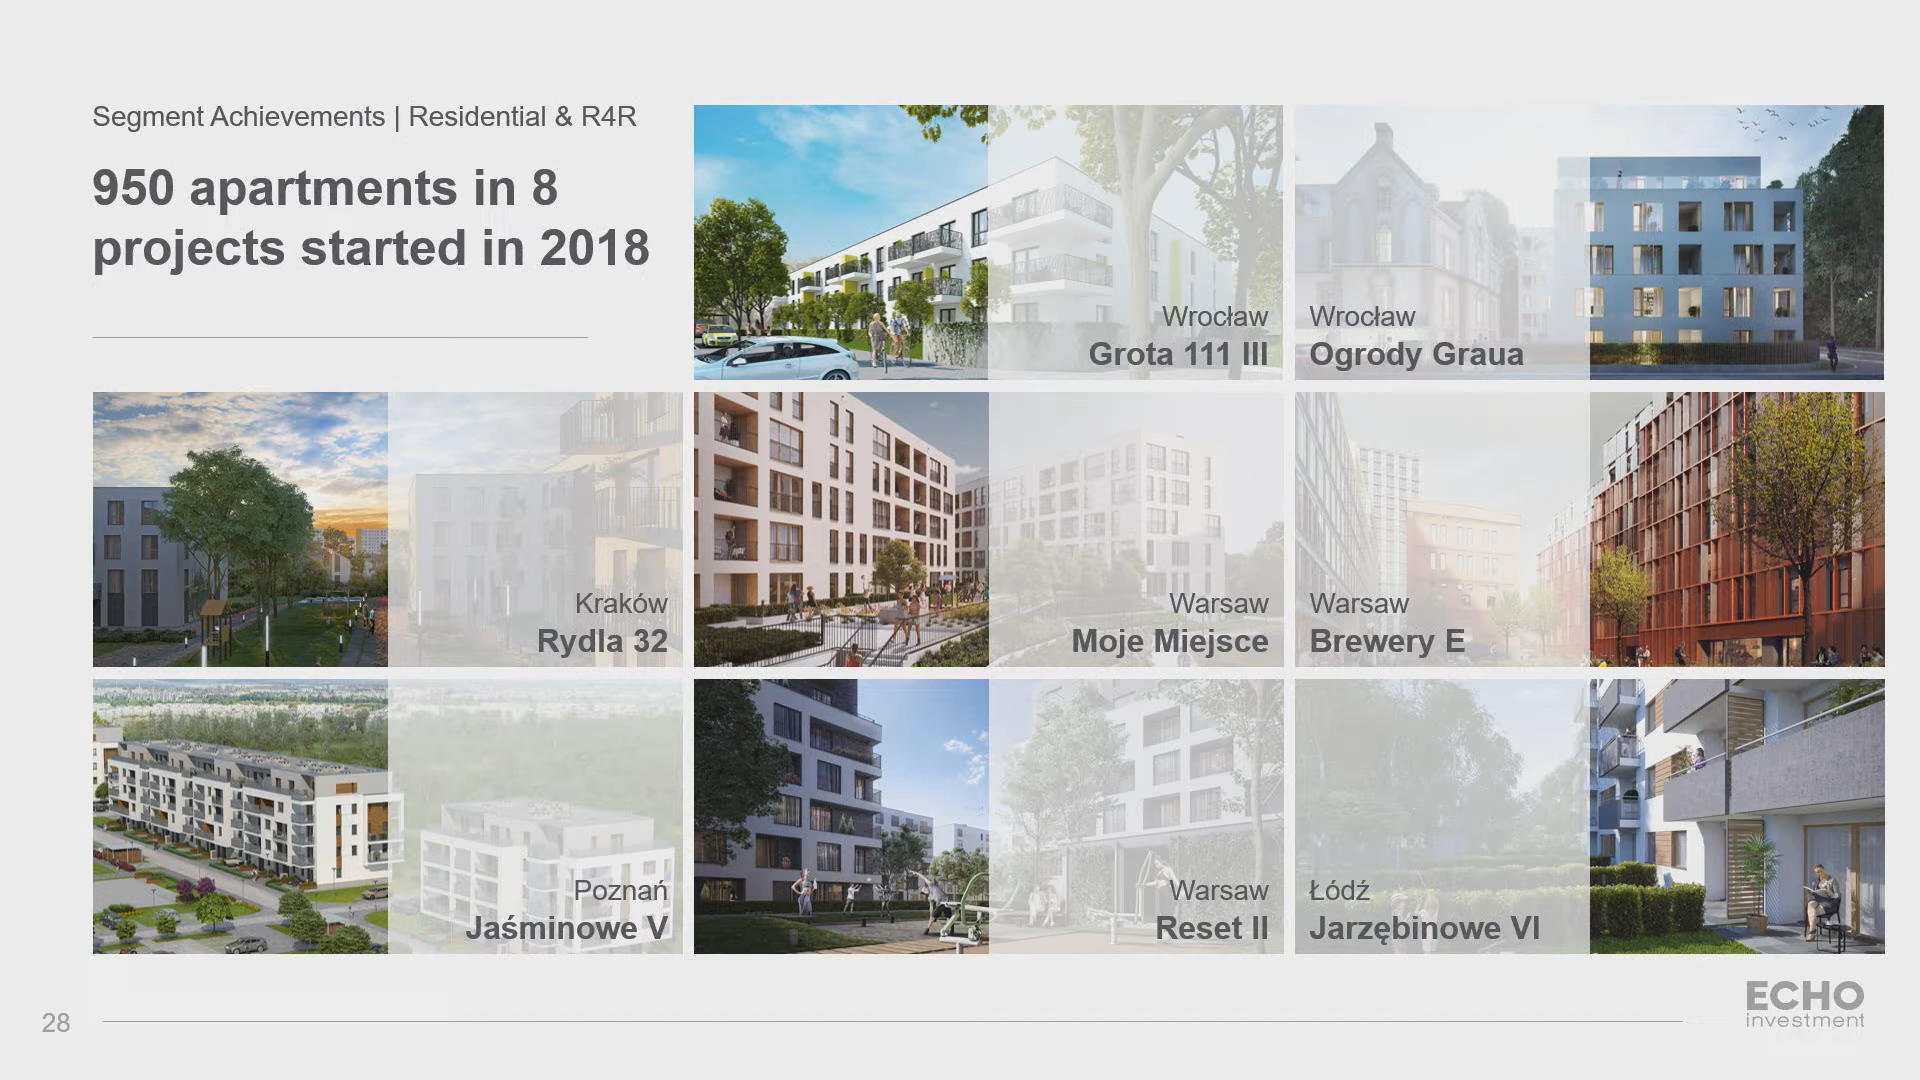 Segment Achievements | Residential & R4R
950 apartments in 8
projects started in 2018
Wrocław
Grota 111 III
Wrocław
Ogrody Graua
Kraków
Rydla 32
Warsaw
Moje Miejsce
Warsaw
Brewery E
Poznań
Jaśminowe V
Warsaw
Reset II
Łódź
Jarzębinowe VI
28
ECHO
investment